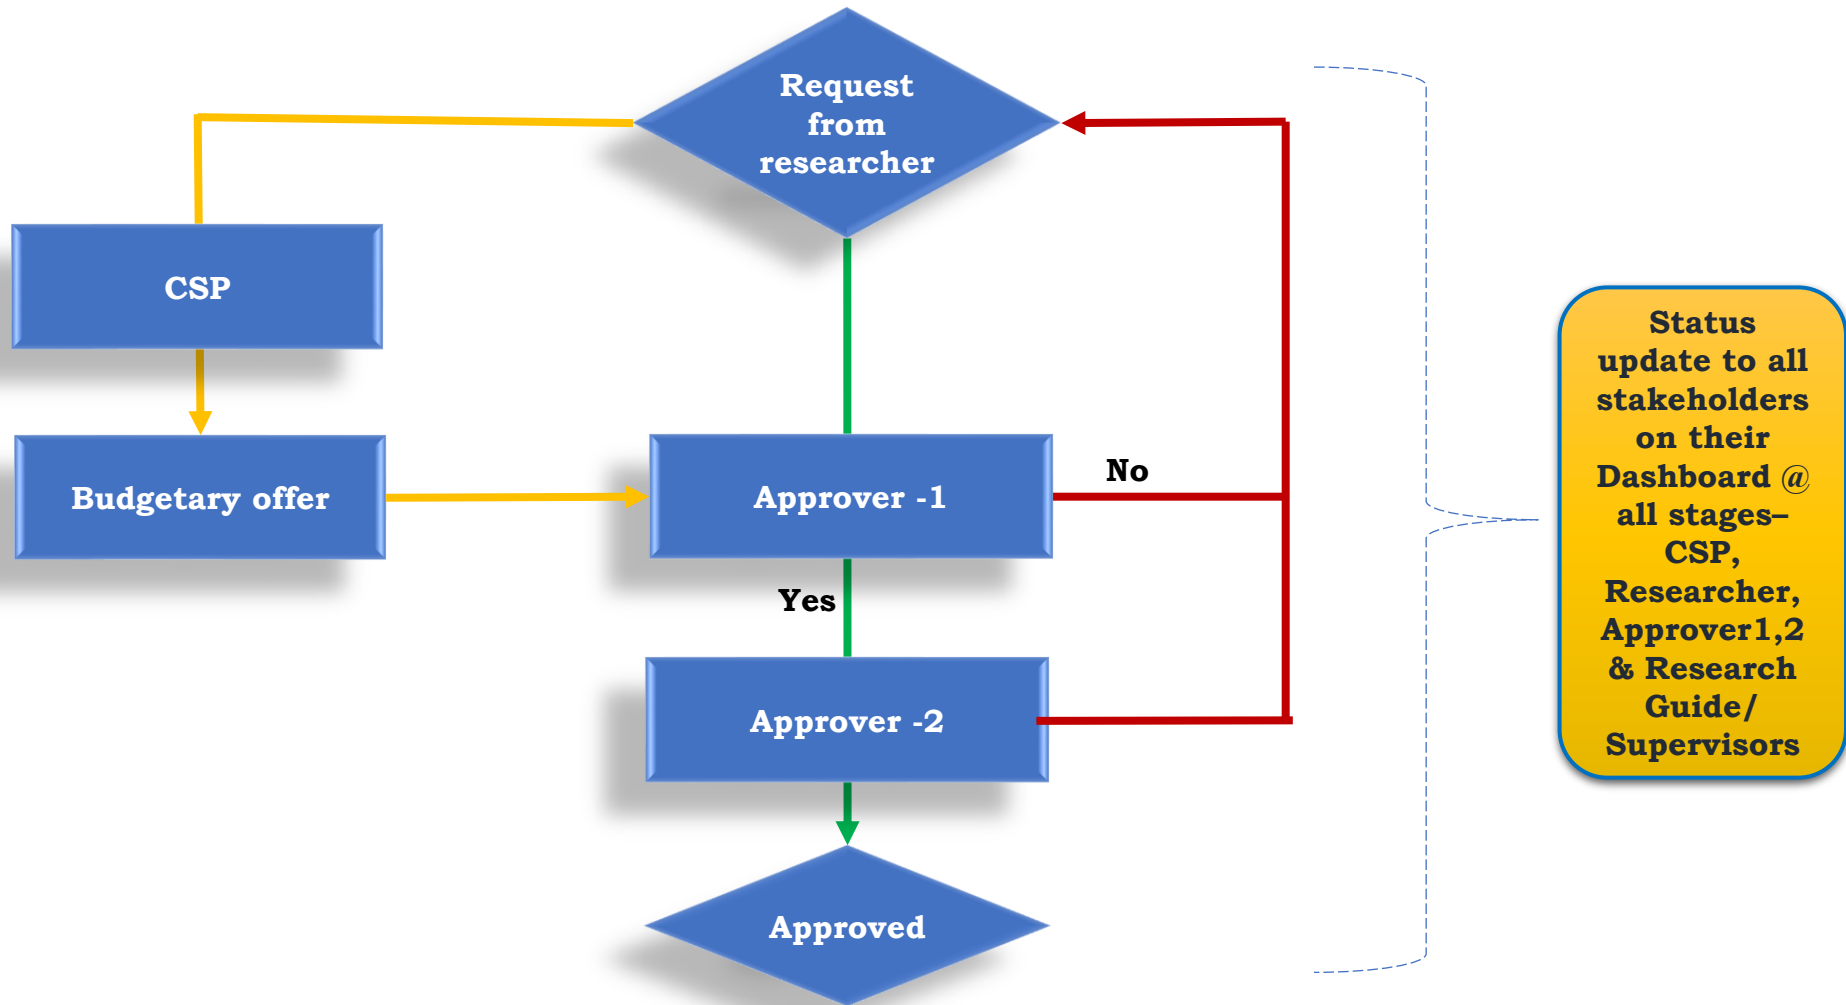 Request
from
researcher
CSP
Budgetary offer
Approver -1
No
Yes
Approver -2
Approved
Status
update to all
stakeholders
on their
Dashboard @
all stages–
CSP,
Researcher,
Approver1,2
& Research
Guide/
Supervisors